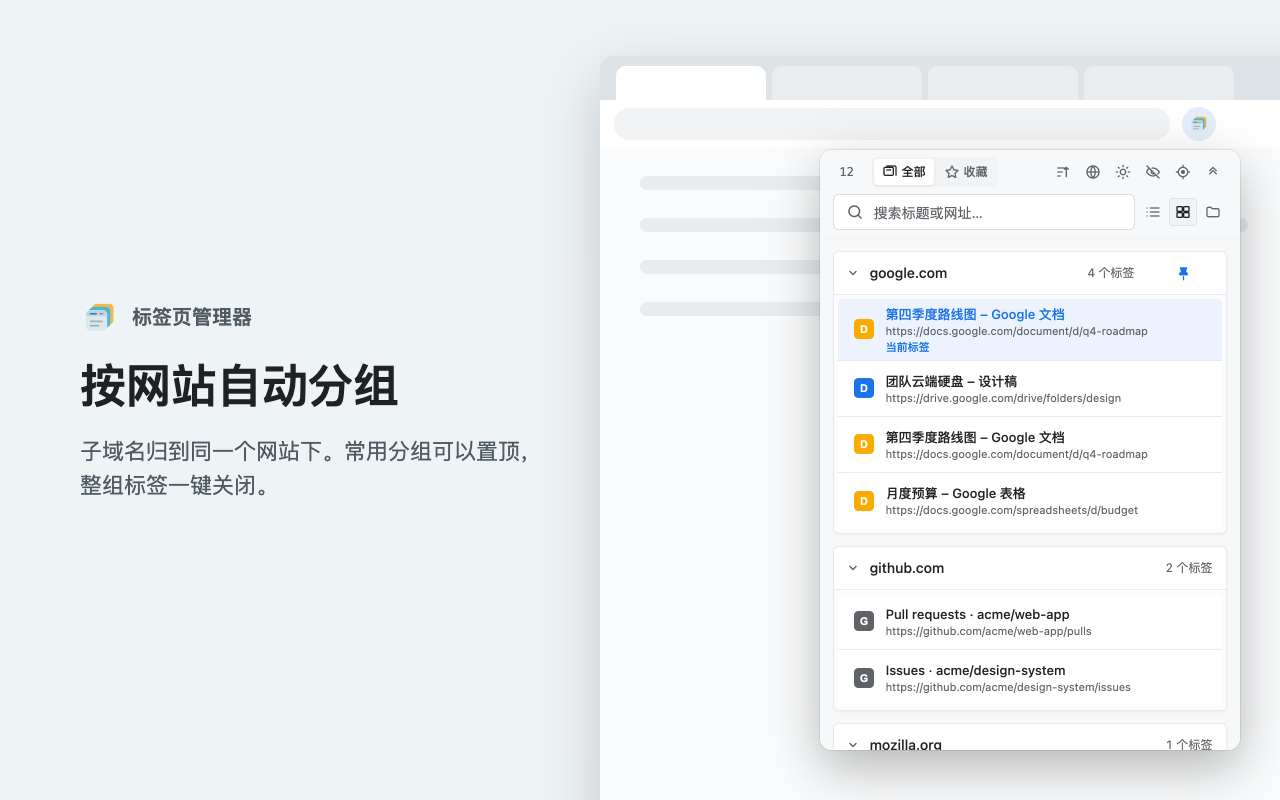 标签页管理器
按网站自动分组
子域名归到同一个网站下。常用分组可以置顶，
整组标签一键关闭。
12
全部
收藏
搜索标题或网址...
google.com
4 个标签
D
第四季度路线图 – Google 文档
https://docs.google.com/document/d/q4-roadmap
当前标签
D
团队云端硬盘 – 设计稿
https://drive.google.com/drive/folders/design
D
第四季度路线图 – Google 文档
https://docs.google.com/document/d/q4-roadmap
D
月度预算 – Google 表格
https://docs.google.com/spreadsheets/d/budget
github.com
2 个标签
G
Pull requests · acme/web-app
https://github.com/acme/web-app/pulls
G
Issues · acme/design-system
https://github.com/acme/design-system/issues
mozilla.org
1 个标签